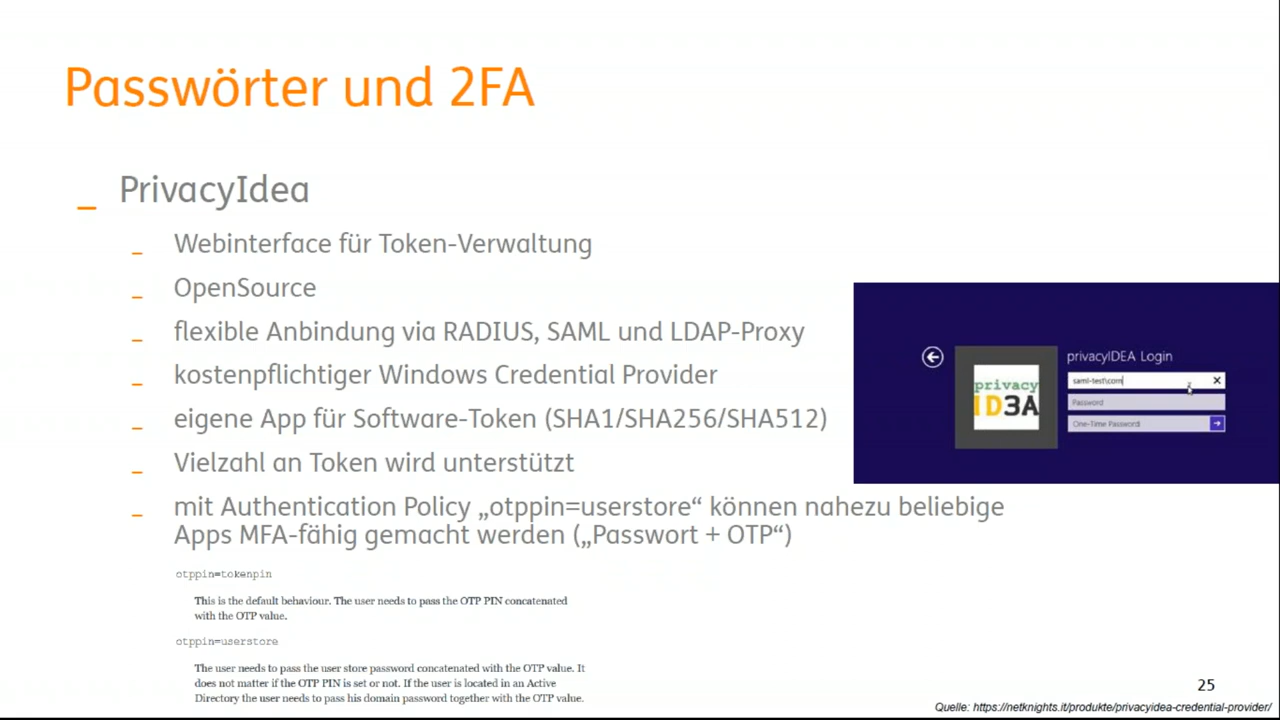 Passwörter und 2FA
_ PrivacyIdea
_ Webinterface für Token-Verwaltung
_ OpenSource
_ flexible Anbindung via RADIUS, SAML und LDAP-Proxy
_ kostenpflichtiger Windows Credential Provider
_ eigene App für Software-Token (SHA1/SHA256/SHA512)
_ Vielzahl an Token wird unterstützt
_ mit Authentication Policy „otppin=userstore“ können nahezu beliebige
Apps MFA-fähig gemacht werden („Passwort + OTP“)
otppin=tokenpin
This is the default behaviour. The user needs to pass the OTP PIN concatenated
with the OTP value.
otppin=userstore
The user needs to pass the user store password concatenated with the OTP value. It
does not matter if the OTP PIN is set or not. If the user is located in an Active
Directory the user needs to pass his domain password together with the OTP value.
privacy
ID3A
privacyIDEA Login
saml-test\corn
Password
One-Time Password
25
Quelle: https://netknights.it/produkte/privacyidea-credential-provider/